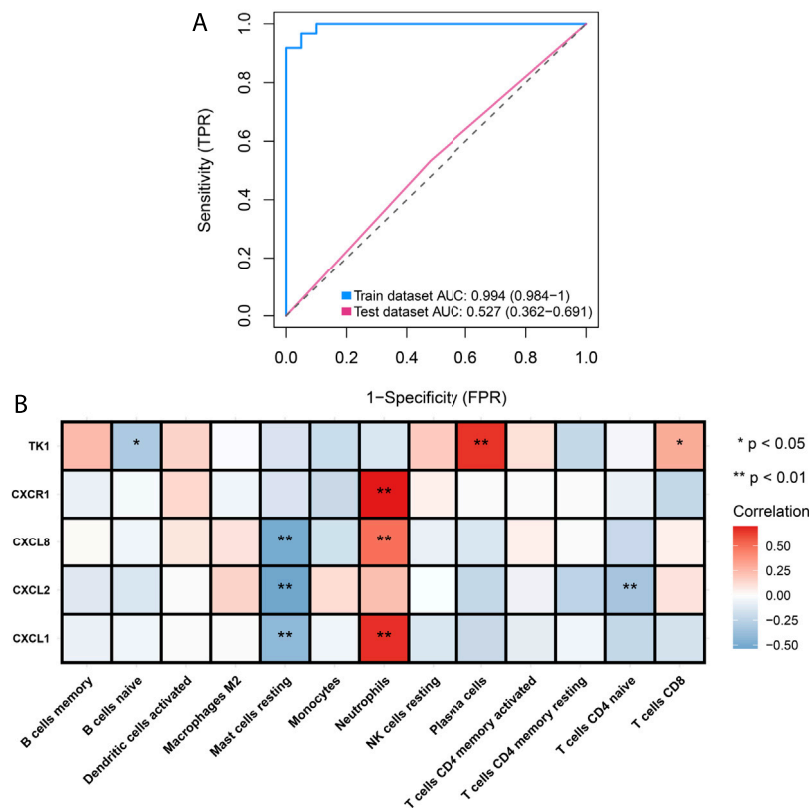 A
Sensitivity (TPR)
1.0
0.8
0.6
0.4
0.2
0.0
Train dataset AUC: 0.994 (0.984−1)
Test dataset AUC: 0.527 (0.362−0.691)
0.0 0.2 0.4 0.6 0.8 1.0
1−Specificity (FPR)
B
TK1 * ** *
CXCR1 **
CXCL8 ** **
CXCL2 ** **
CXCL1 ** **
B cells memory
B cells naive
Dendritic cells activated
Macrophages M2
Mast cells resting
Monocytes
Neutrophils
NK cells resting
Plasma cells
T cells CD4 memory activated
T cells CD4 memory resting
T cells CD4 naive
T cells CD8
* p < 0.05
** p < 0.01
Correlation
0.50
0.25
0.00
−0.25
−0.50